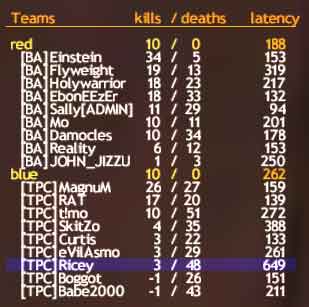 Teams kills / deaths latency
red 10 / 0 188
[BA]Einstein 34 / 5 153
[BA]Flyweight 19 / 13 319
[BA]Holywarrior 18 / 23 217
[BA]EbonEEzEr 18 / 33 132
[BA]Sally[ADMIN] 11 / 29 94
[BA]Mo 10 / 11 201
[BA]Damocles 10 / 34 178
[BA]Reality 6 / 12 153
[BA]JOHN_JIZZU 1 / 3 250
blue 10 / 0 262
[TPC]MagnuM 26 / 27 159
[TPC]RAT 17 / 20 139
[TPC]t!mo 10 / 51 272
[TPC]SkitZo 4 / 35 388
[TPC]Curtis 3 / 22 133
[TPC]eVilAsmo 3 / 29 261
[TPC]Ricey 3 / 48 649
[TPC]Boggot -1 / 26 151
[TPC]Babe2000 -1 / 43 211